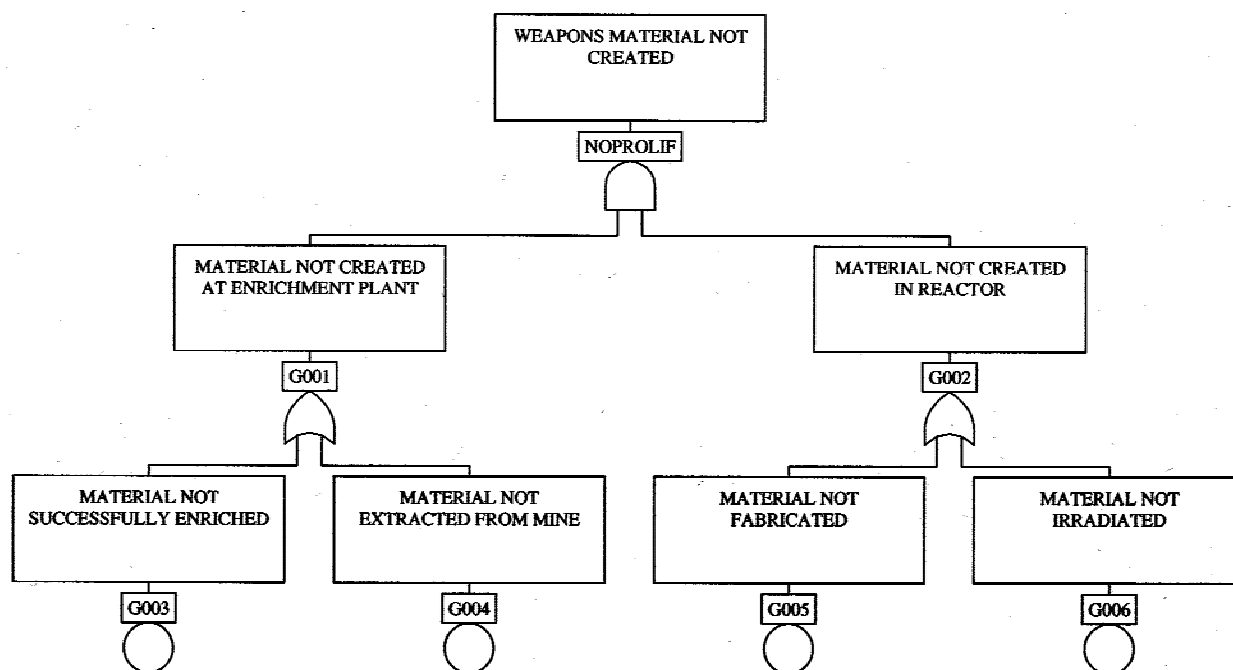 WEAPONS MATERIAL NOT
CREATED
NOPROLIF
MATERIAL NOT CREATED
AT ENRICHMENT PLANT
MATERIAL NOT CREATED
IN REACTOR
G001
G002
MATERIAL NOT
SUCCESSFULLY ENRICHED
MATERIAL NOT
EXTRACTED FROM MINE
MATERIAL NOT
FABRICATED
MATERIAL NOT
IRRADIATED
G003
G004
G005
G006